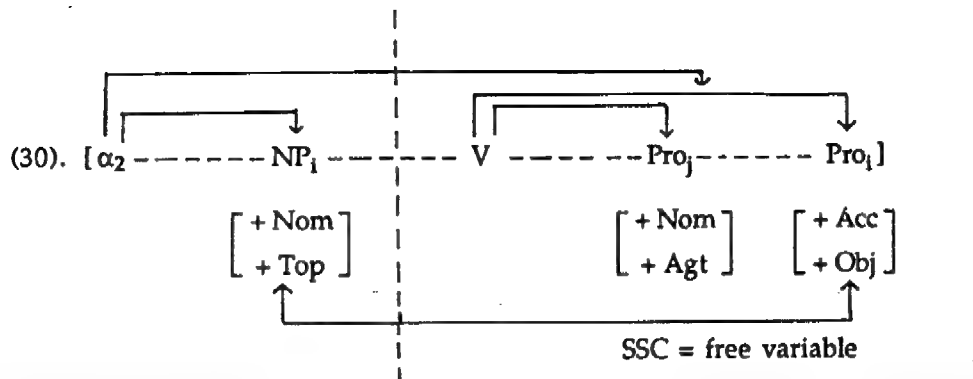 (30). [α₂ --------- NPᵢ --------- V --------- Proⱼ --------- Proᵢ]
[+ Nom [+ Nom [+ Acc
+ Top] + Agt] + Obj]
SSC = free variable